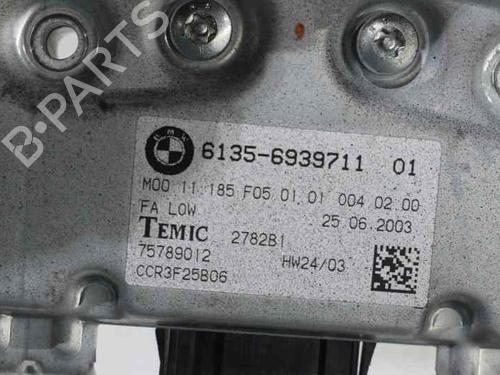 B-PARTS
BMW
6135-6939711 01
M00 11 185 F05 01 01 004 02 00
FA LOW 25 06 2003
TEMIC 2782B1
75789012 HW24/03
CCR3F25B06